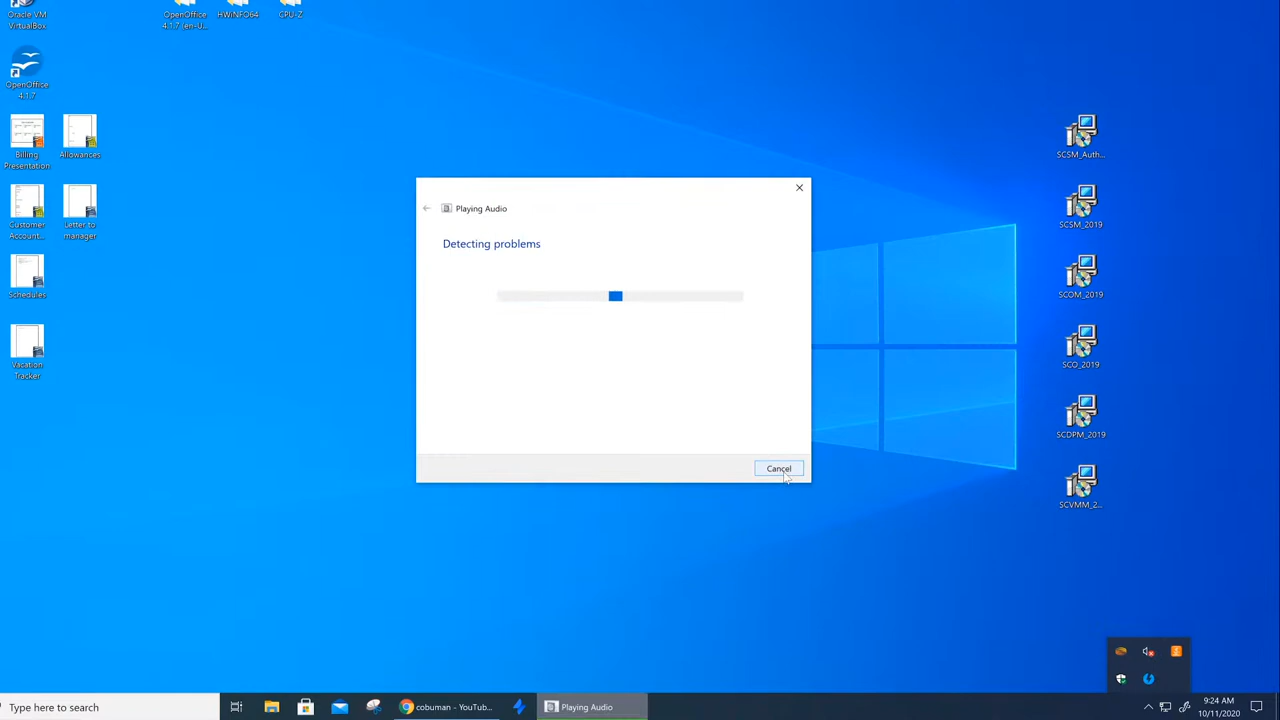 Oracle VM
VirtualBox
OpenOffice
4.1.7 (en-U...
HWiNFO64
CPU-Z
OpenOffice
4.1.7
Billing
Presentation
Allowances
Customer
Account...
Letter to
manager
Schedules
Vacation
Tracker
Playing Audio
Detecting problems
Cancel
SCSM_Auth...
SCSM_2019
SCOM_2019
SCO_2019
SCDPM_2019
SCVMM_2...
Type here to search
cobuman - YouTub...
Playing Audio
9:24 AM
10/11/2020